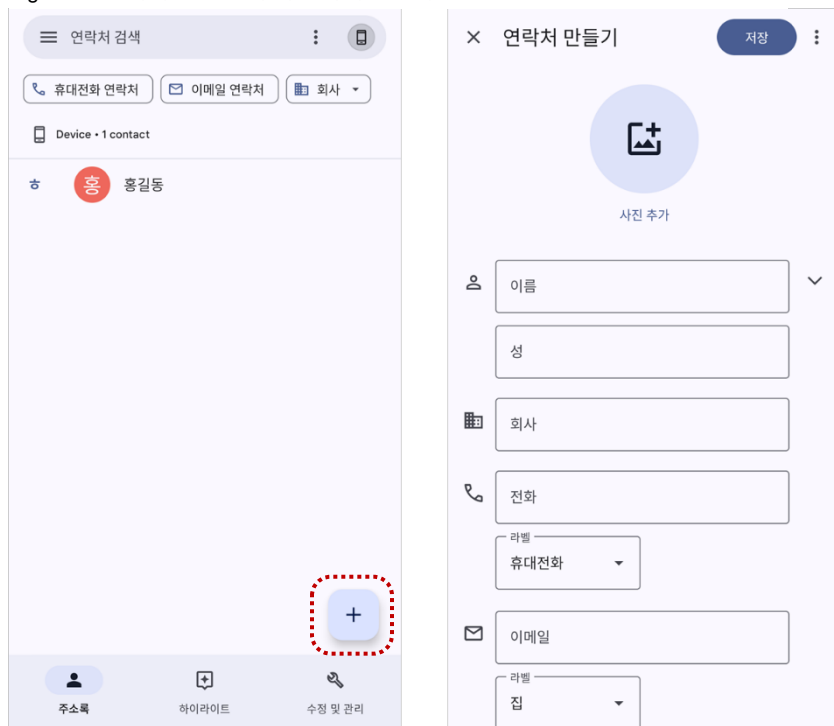 연락처 검색
휴대전화 연락처
이메일 연락처
회사
Device • 1 contact
ㅎ
홍
홍길동
주소록
하이라이트
수정 및 관리
연락처 만들기
저장
사진 추가
이름
성
회사
전화
라벨
휴대전화
이메일
라벨
집